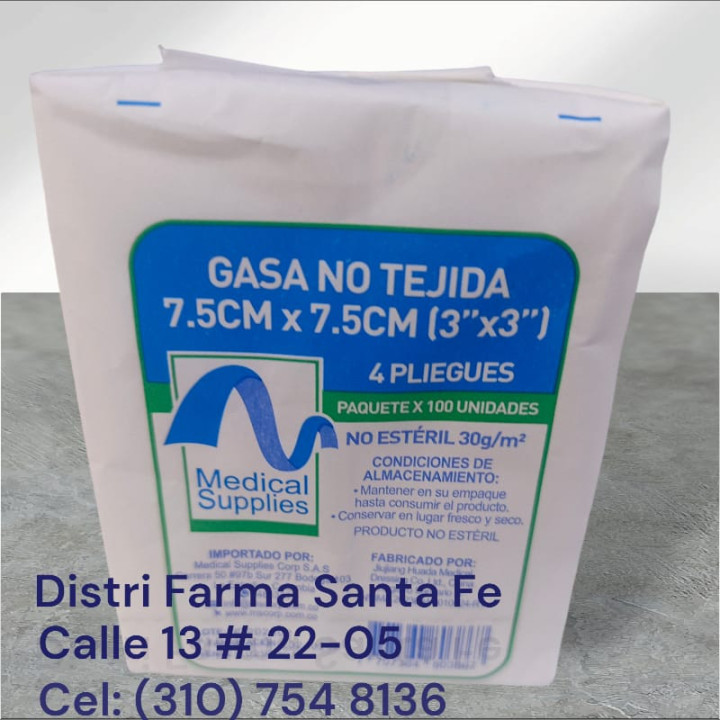 GASA NO TEJIDA
7.5CM x 7.5CM (3"x3")
4 PLIEGUES
PAQUETE X 100 UNIDADES
NO ESTÉRIL 30g/m²
Medical
Supplies
CONDICIONES DE
ALMACENAMIENTO:
• Mantener en su empaque
hasta consumir el producto.
• Conservar en lugar fresco y seco.
PRODUCTO NO ESTÉRIL
IMPORTADO POR:
Medical Supplies Corp S.A.S
FABRICADO POR:
Jiujiang Huada Medical
Distri Farma Santa Fe
Calle 13 # 22-05
Cel: (310) 754 8136